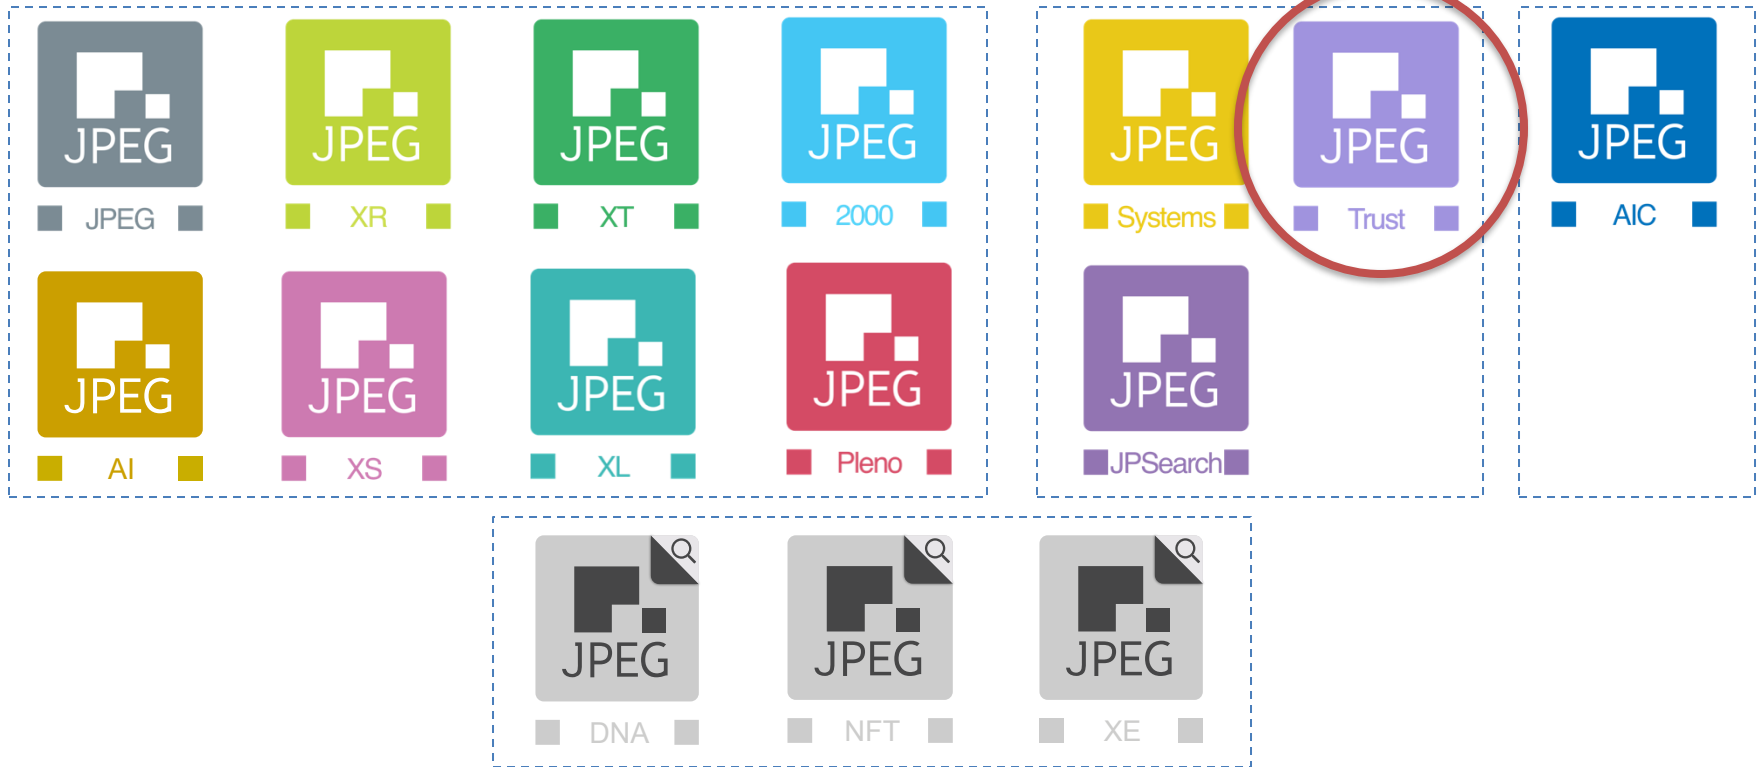 JPEG
JPEG
JPEG
XR
JPEG
XT
JPEG
2000
JPEG
AI
JPEG
XS
JPEG
XL
JPEG
Pleno
JPEG
Systems
JPEG
Trust
JPEG
JPSearch
JPEG
AIC
JPEG
DNA
JPEG
NFT
JPEG
XE